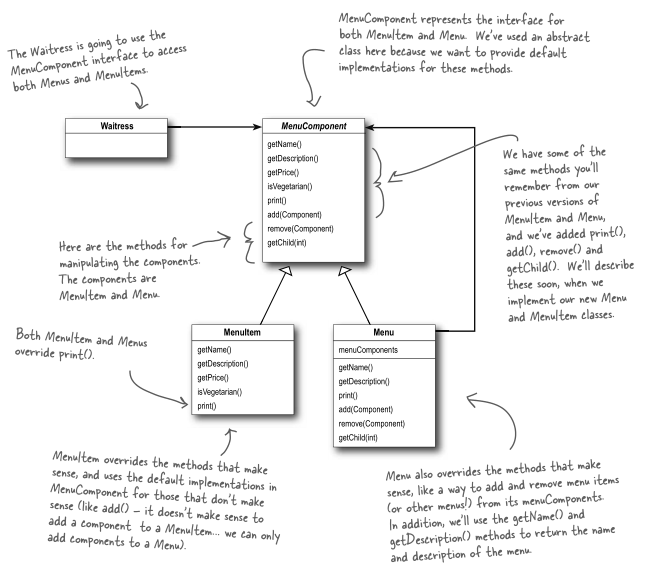 MenuComponent represents the interface for
both MenuItem and Menu. We've used an abstract
class here because we want to provide default
implementations for these methods.
The Waitress is going to use the
MenuComponent interface to access
both Menus and MenuItems.
Waitress
MenuComponent
getName()
getDescription()
getPrice()
isVegetarian()
print()
add(Component)
remove(Component)
getChild(int)
We have some of the
same methods you'll
remember from our
previous versions of
MenuItem and Menu,
and we've added print(),
add(), remove() and
getChild(). We'll describe
these soon, when we
implement our new Menu
and MenuItem classes.
Here are the methods for
manipulating the components.
The components are
MenuItem and Menu.
Both MenuItem and Menus
override print().
MenuItem
getName()
getDescription()
getPrice()
isVegetarian()
print()
Menu
menuComponents
getName()
getDescription()
print()
add(Component)
remove(Component)
getChild(int)
MenuItem overrides the methods that make
sense, and uses the default implementations in
MenuComponent for those that don't make
sense (like add() – it doesn't make sense to
add a component to a MenuItem... we can only
add components to a Menu).
Menu also overrides the methods that make
sense, like a way to add and remove menu items
(or other menus!) from its menuComponents.
In addition, we'll use the getName() and
getDescription() methods to return the name
and description of the menu.